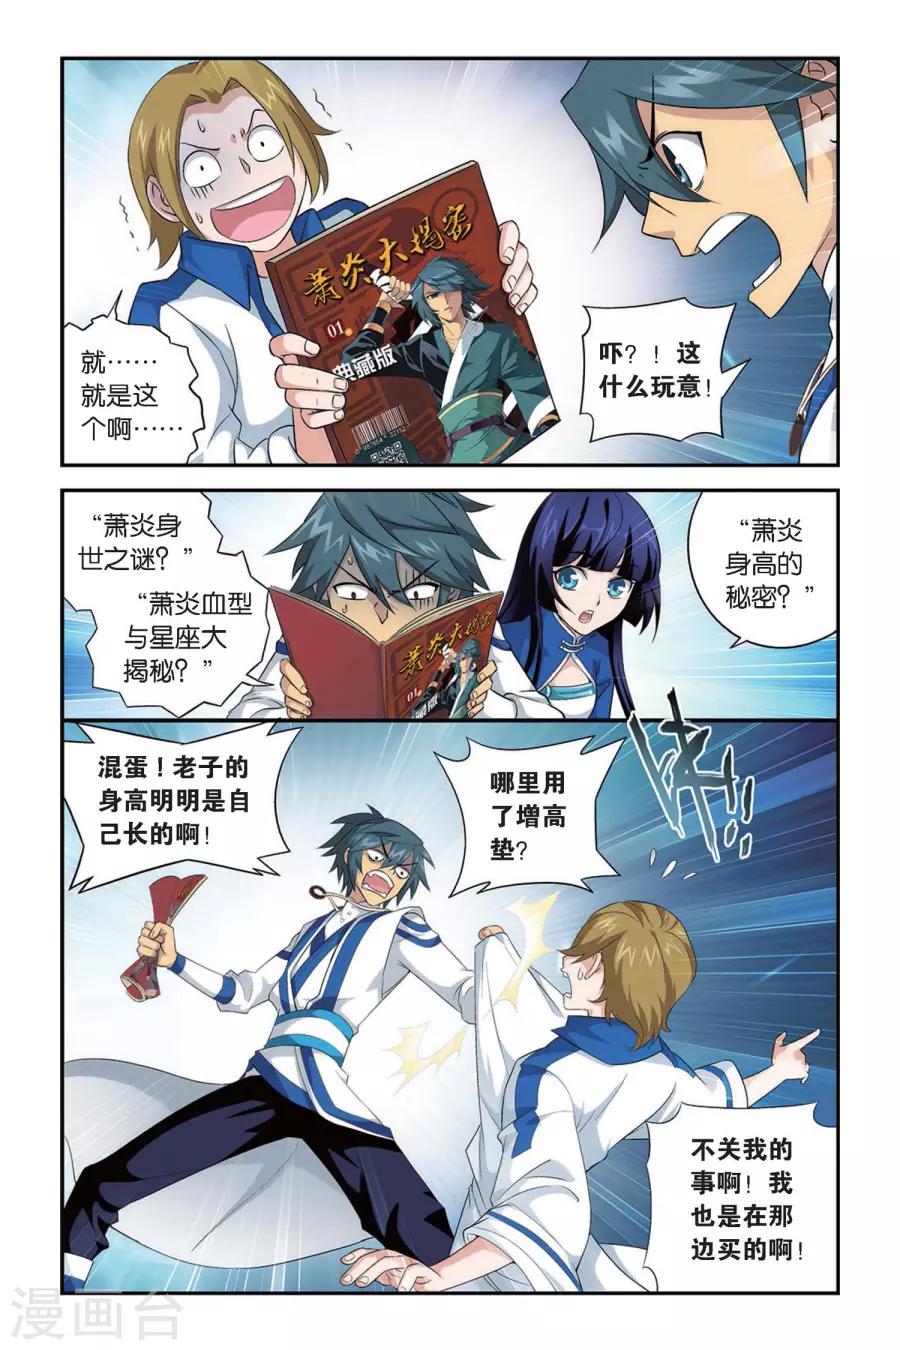 萧炎大揭密
01
典藏版
就……
就是这
个啊……
吓？！这
什么玩意！
“萧炎身
世之谜？”
“萧炎血型
与星座大
揭秘？”
萧炎大揭密
01
典藏版
“萧炎
身高的
秘密？”
混蛋！老子的
身高明明是自
己长的啊！
哪里用
了增高
垫？
不关我的
事啊！我
也是在那
边买的啊！
漫画台